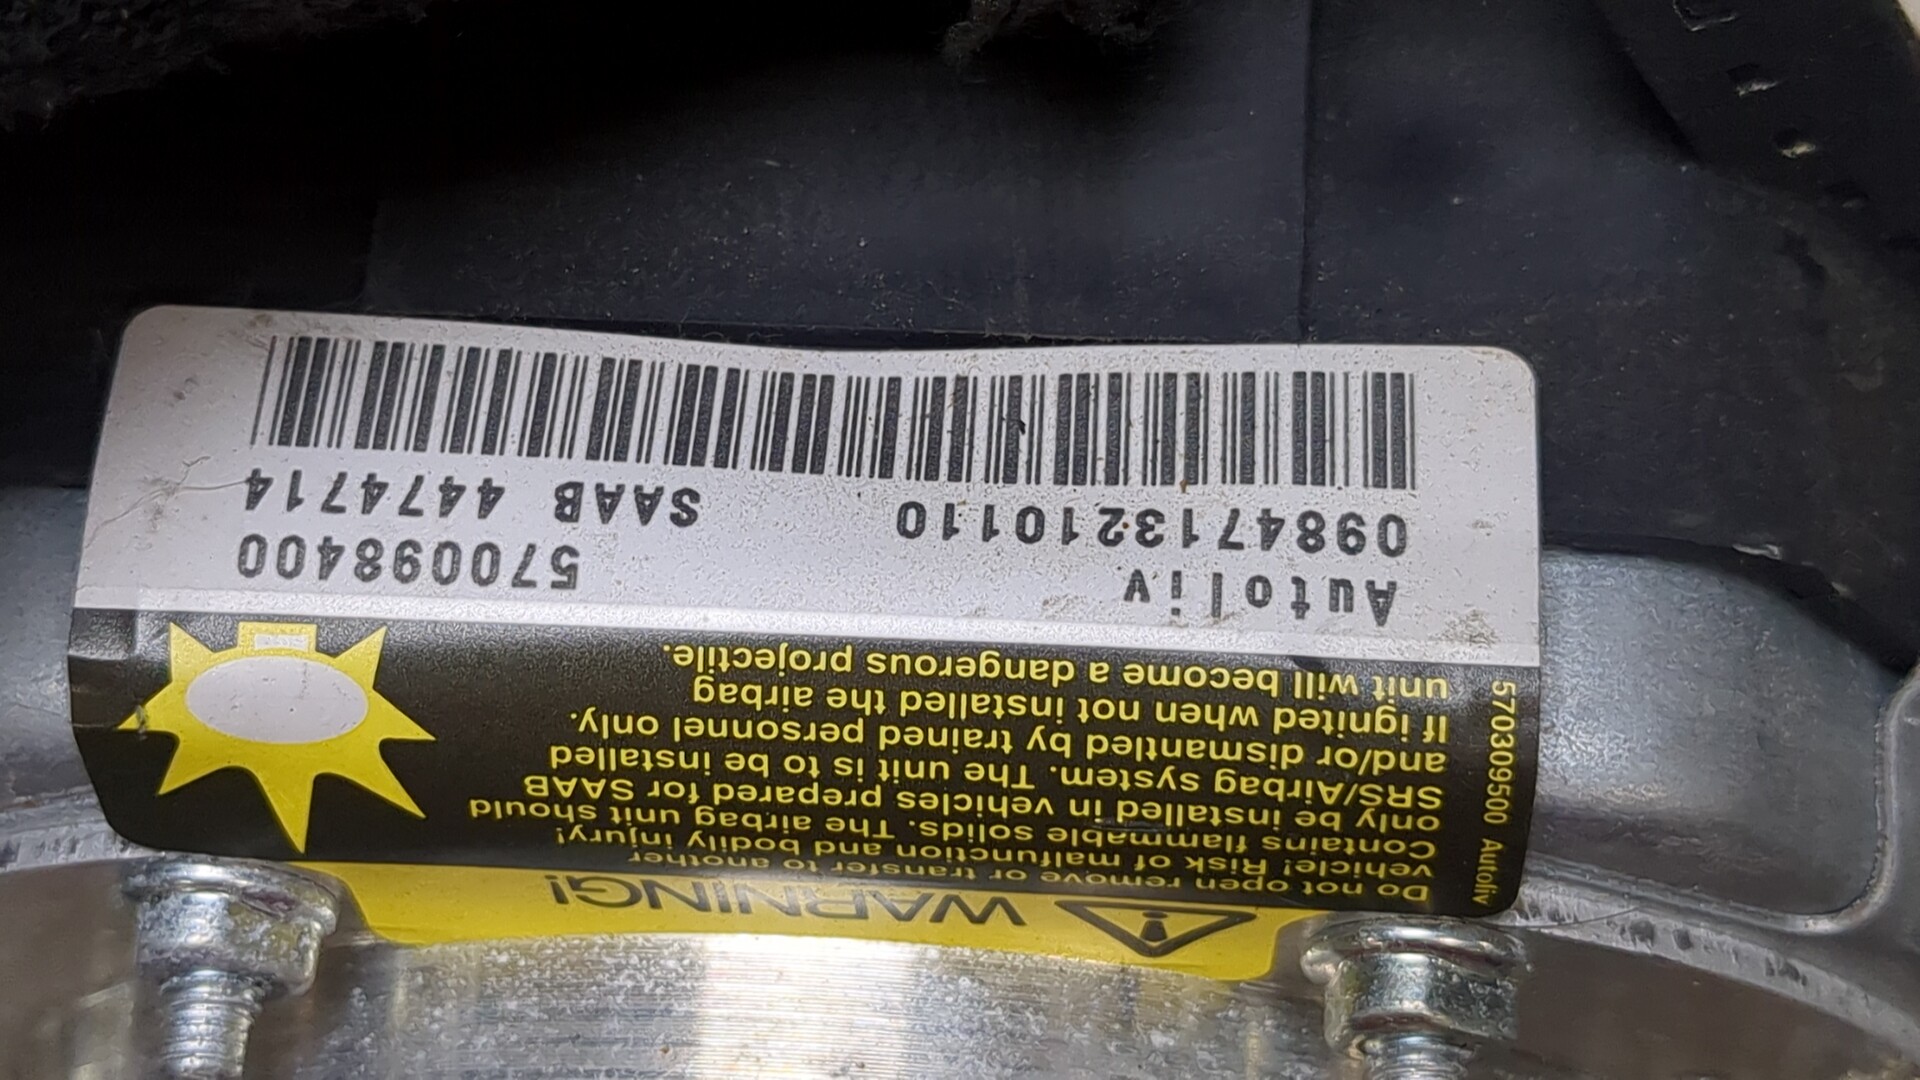 WARNING!
Do not open remove or transfer to another
vehicle! Risk of malfunction and bodily injury!
Contains flammable solids. The airbag unit should
only be installed in vehicles prepared for SAAB
SRS/Airbag system. The unit is to be installed
and/or dismantled by trained personnel only.
If ignited when not installed the airbag
unit will become a dangerous projectile.
570309500 Autoliv
Autoliv 570098400
0984713210110 SAAB 4474714